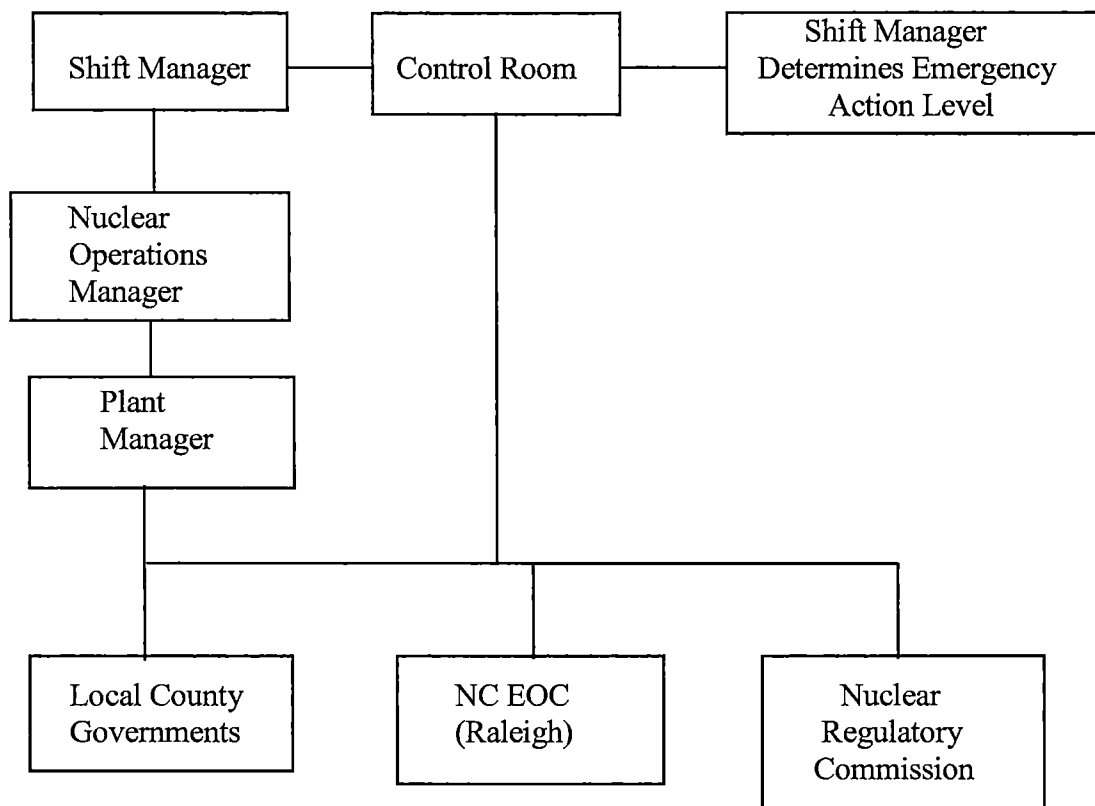 Shift Manager
Control Room
Shift Manager
Determines Emergency
Action Level
Nuclear
Operations
Manager
Plant
Manager
Local County
Governments
NC EOC
(Raleigh)
Nuclear
Regulatory
Commission